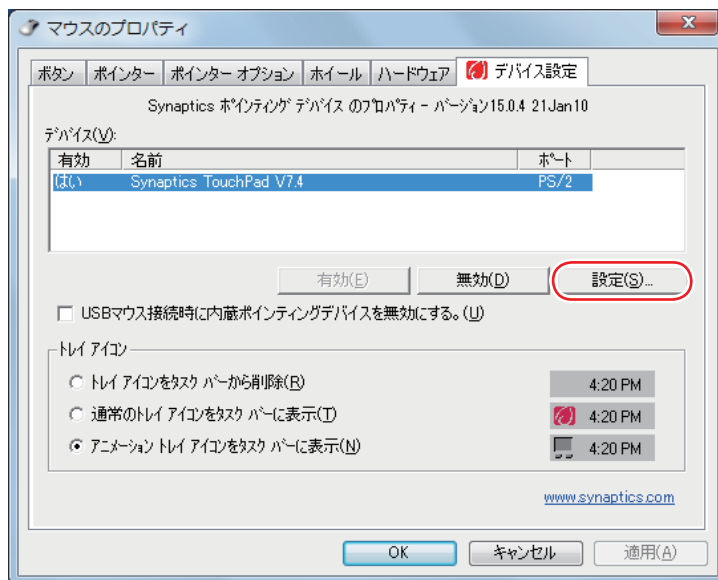 マウスのプロパティ
ボタン ポインター ポインター オプション ホイール ハードウェア デバイス設定
Synaptics ポインティング デバイス のプロパティ - バージョン15.0.4 21Jan10
デバイス(V):
有効 名前 ポート
はい Synaptics TouchPad V7.4 PS/2
有効(E) 無効(D) 設定(S)...
USBマウス接続時に内蔵ポインティングデバイスを無効にする。(U)
トレイ アイコン
トレイ アイコンをタスク バーから削除(R) 4:20 PM
通常のトレイ アイコンをタスク バーに表示(T) 4:20 PM
アニメーション トレイ アイコンをタスク バーに表示(N) 4:20 PM
www.synaptics.com
OK キャンセル 適用(A)